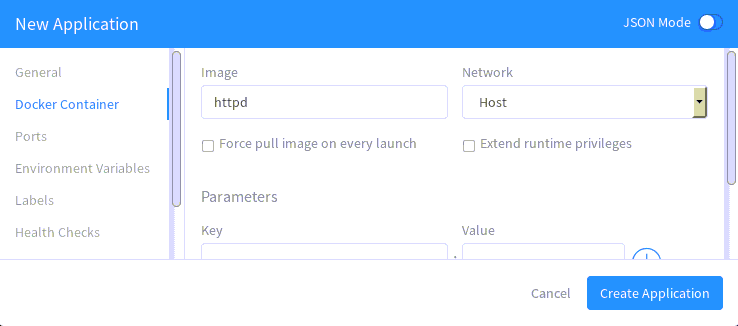 New Application
JSON Mode
General
Docker Container
Ports
Environment Variables
Labels
Health Checks
Image
Network
httpd
Host
Force pull image on every launch
Extend runtime privileges
Parameters
Key
Value
:
Cancel
Create Application